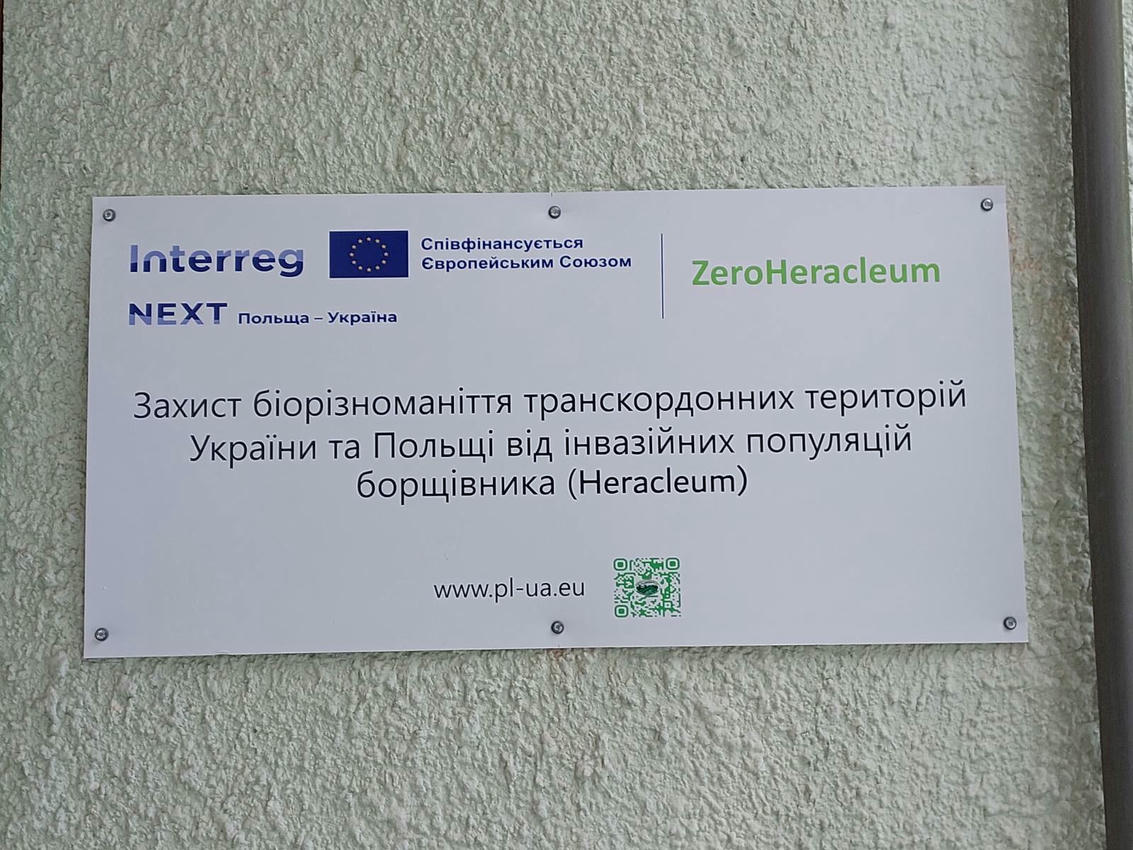 Interreg
Співфінансується
Європейським Союзом
NEXT Польща – Україна
ZeroHeracleum
Захист біорізноманіття транскордонних територій
України та Польщі від інвазійних популяцій
борщівника (Heracleum)
www.pl-ua.eu